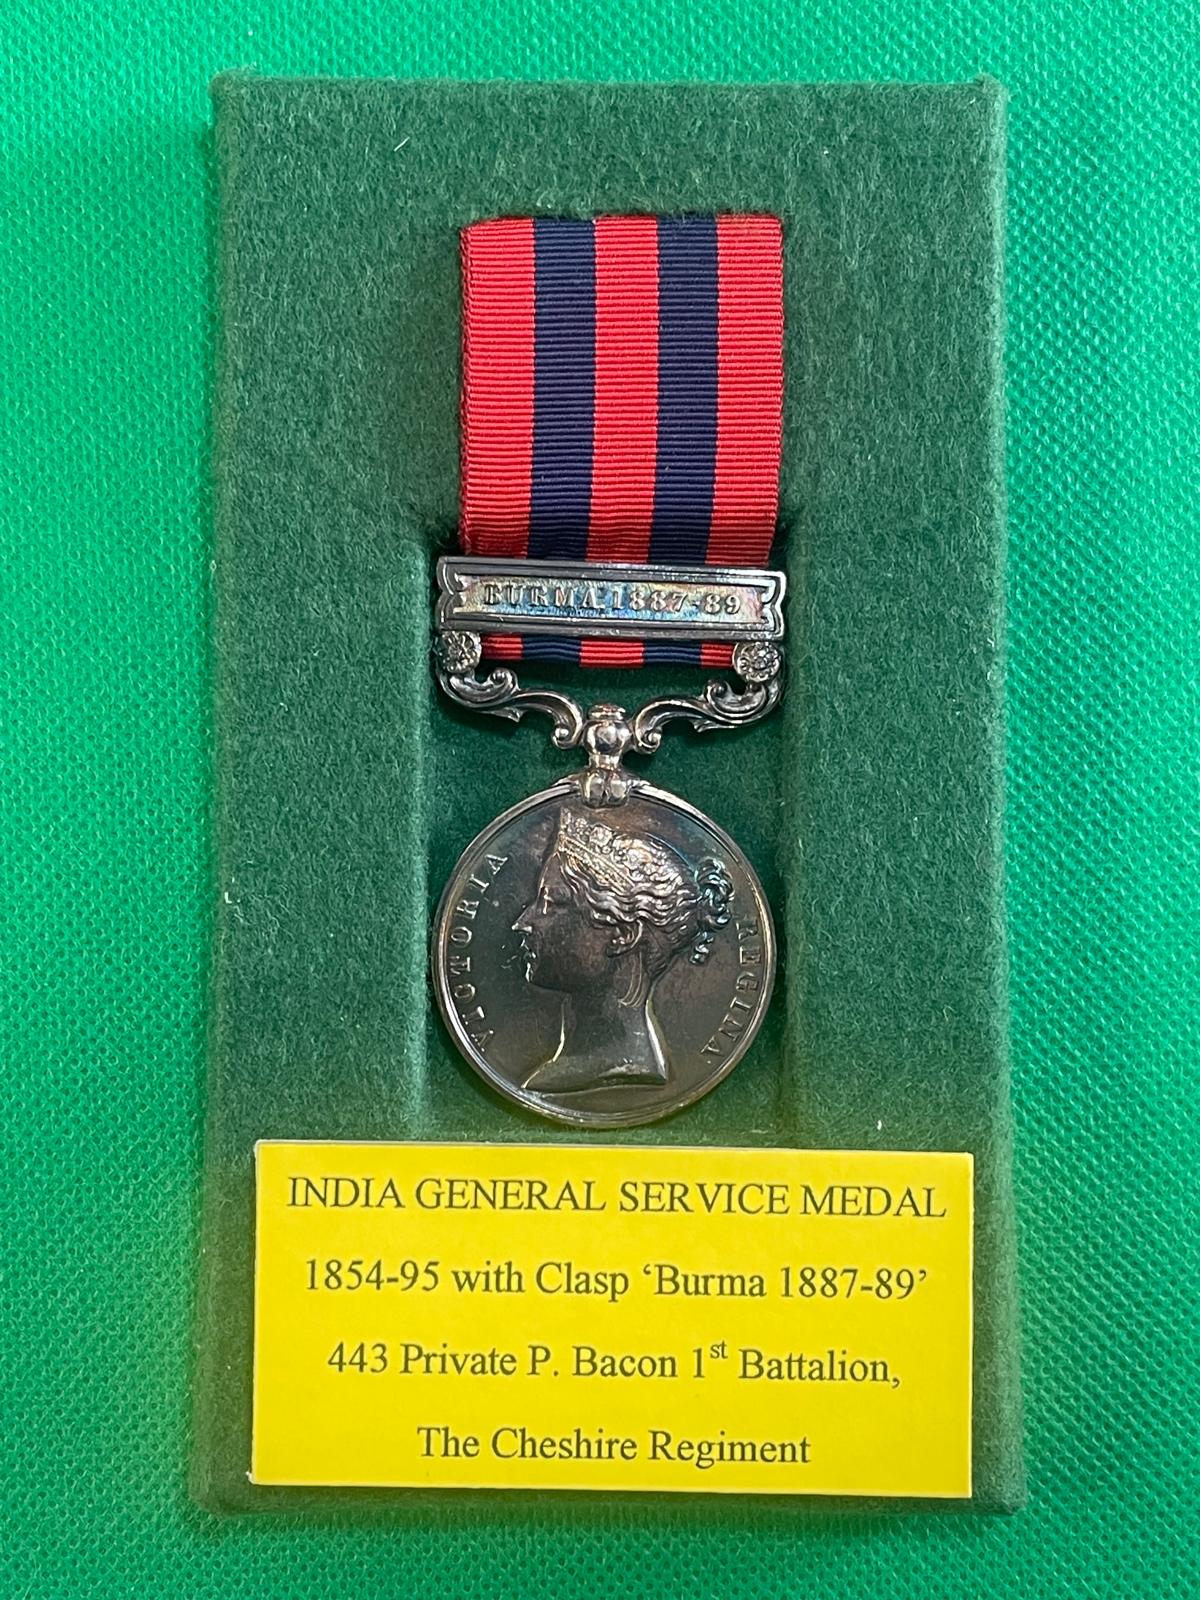 BURMA 1887-89
VICTORIA REGINA
INDIA GENERAL SERVICE MEDAL
1854-95 with Clasp ‘Burma 1887-89’
443 Private P. Bacon 1st Battalion,
The Cheshire Regiment